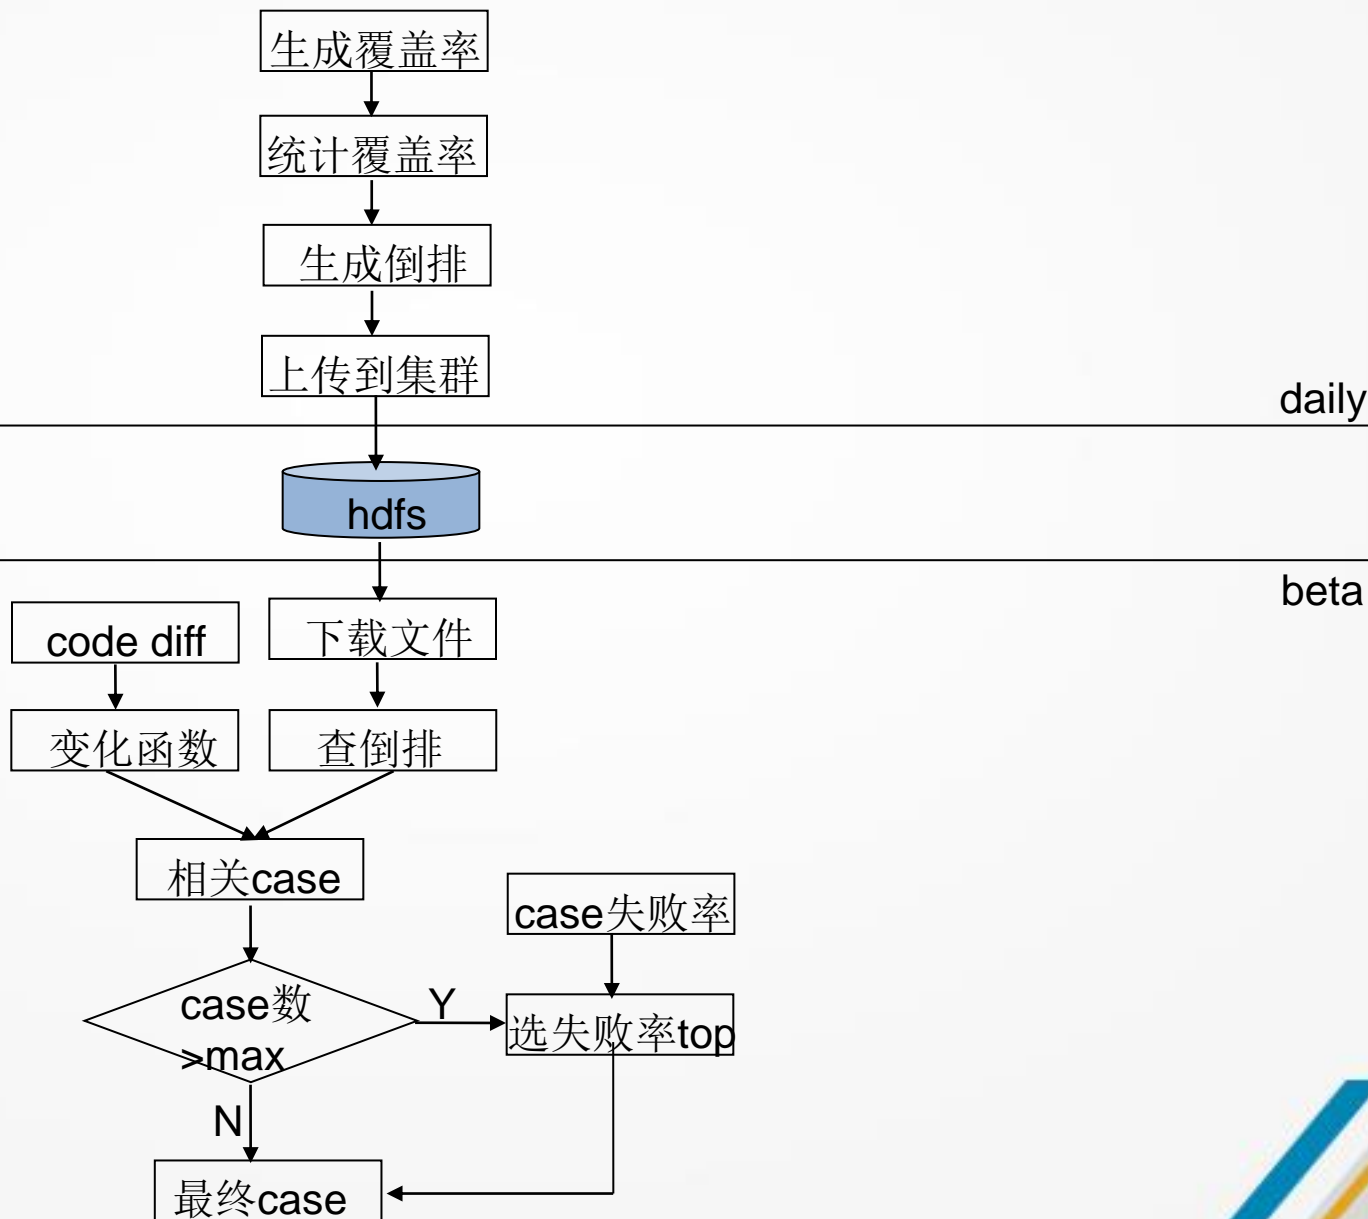 生成覆盖率
统计覆盖率
生成倒排
上传到集群
daily
hdfs
beta
code diff
下载文件
变化函数
查倒排
相关case
case失败率
case数
>max
Y
选失败率top
N
最终case